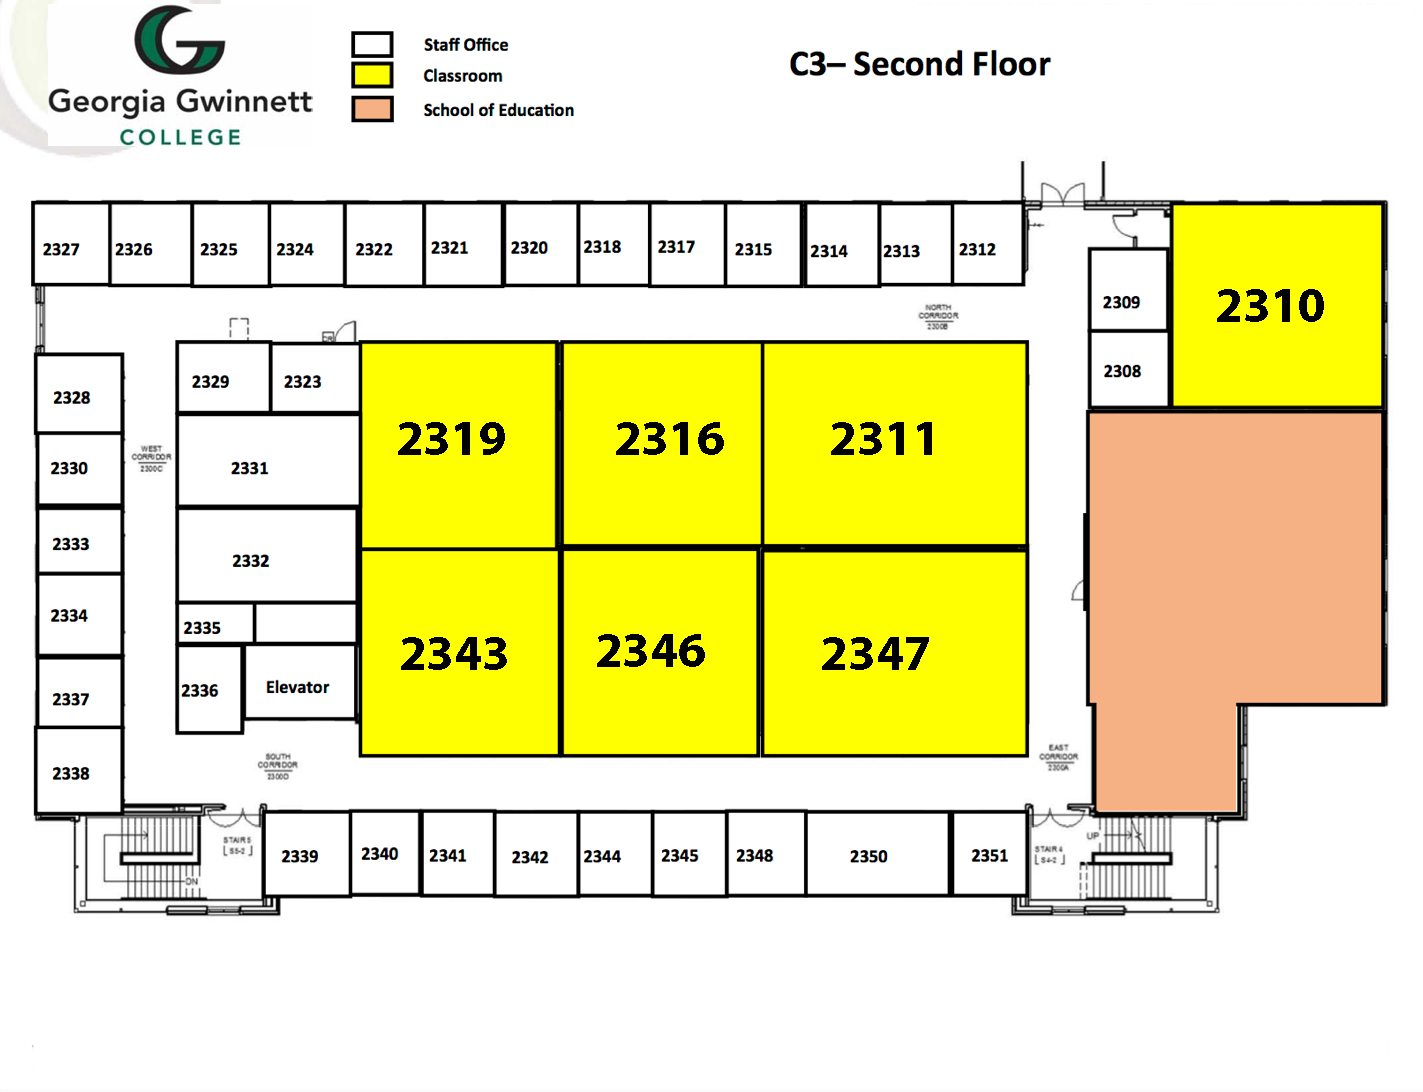 Georgia Gwinnett
COLLEGE
Staff Office
Classroom
School of Education
C3– Second Floor
2327
2326
2325
2324
2322
2321
2320
2318
2317
2315
2314
2313
2312
2309
2310
2308
NORTH
CORRIDOR
2300B
CR
2328
2329
2323
2319
2316
2311
WEST
CORRIDOR
2300C
2330
2331
2333
2332
2334
2335
2343
2346
2347
2337
2336
Elevator
2338
SOUTH
CORRIDOR
2300D
EAST
CORRIDOR
2300A
STAIR 5
[ S5-2 ]
DN
2339
2340
2341
2342
2344
2345
2348
2350
2351
STAIR 4
[ S4-2 ]
UP